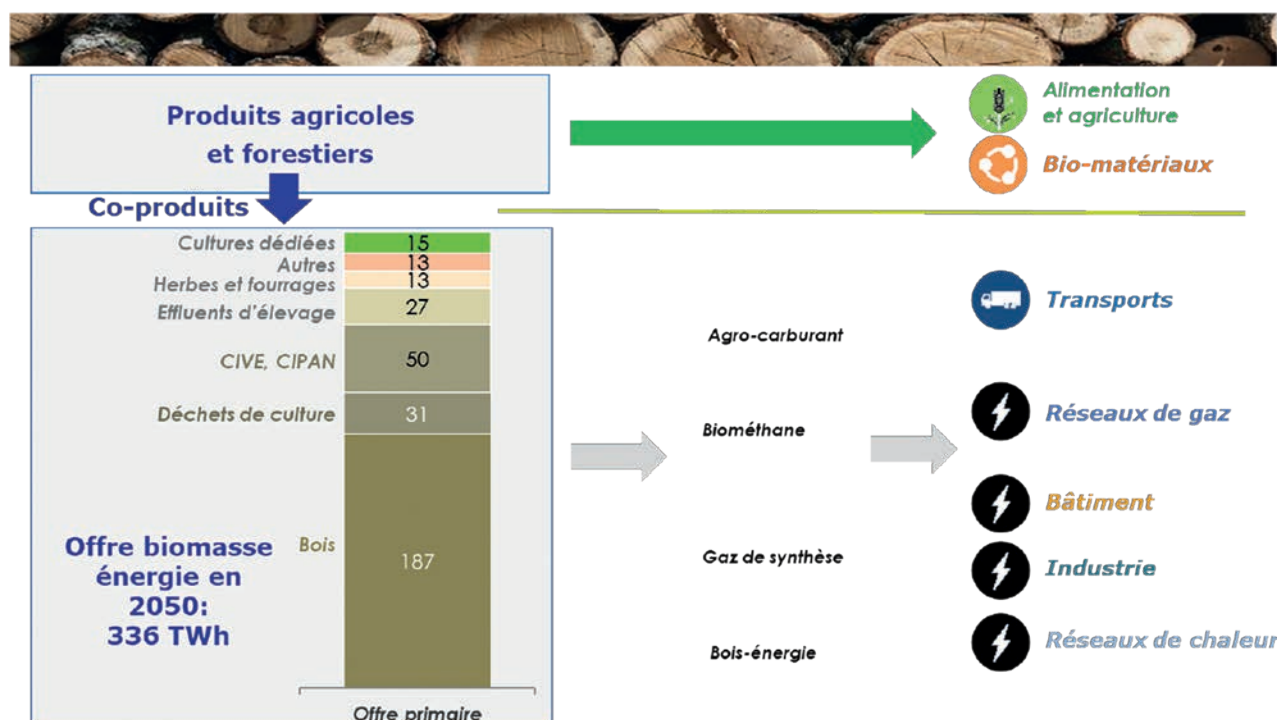 Produits agricoles
et forestiers
Alimentation
et agriculture
Bio-matériaux
Co-produits
Cultures dédiées 15
Autres 13
Herbes et fourrages 13
Effluents d'élevage 27
CIVE, CIPAN 50
Déchets de culture 31
Bois 187
Offre biomasse
énergie en
2050:
336 TWh
Offre primaire
Agro-carburant
Biométhane
Gaz de synthèse
Bois-énergie
Transports
Réseaux de gaz
Bâtiment
Industrie
Réseaux de chaleur